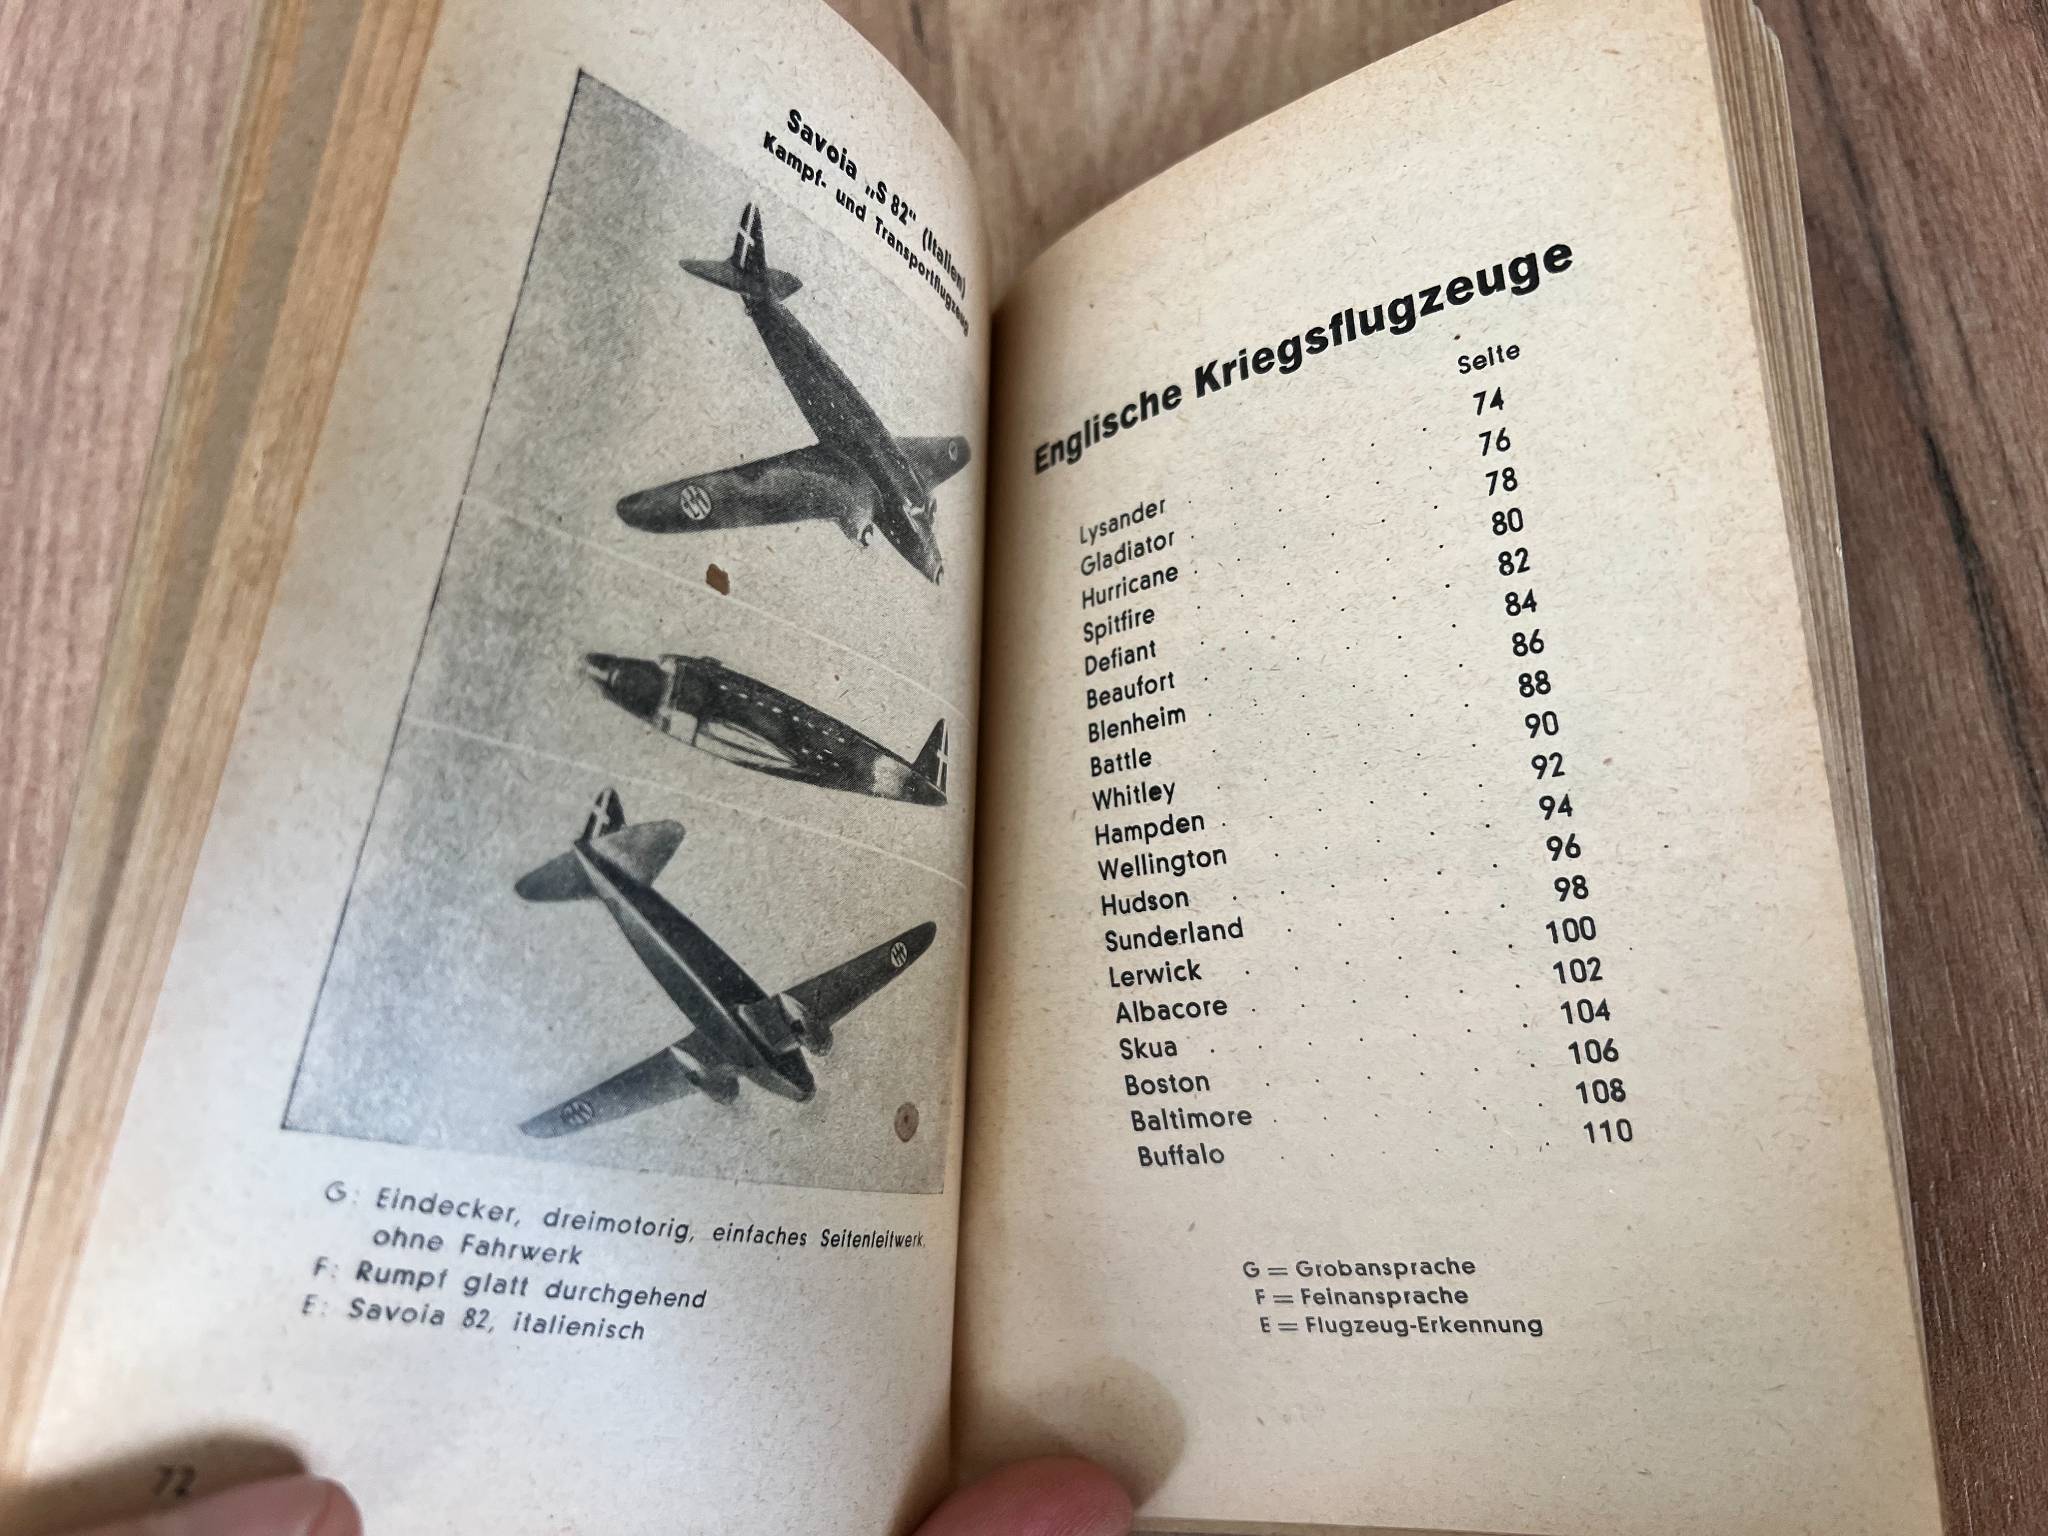 Savoia „S 82“ (Italien)
Kampf- und Transportflugzeug
G: Eindecker, dreimotorig, einfaches Seitenleitwerk,
ohne Fahrwerk
F: Rumpf glatt durchgehend
E: Savoia 82, italienisch
72
Englische Kriegsflugzeuge
Seite
Lysander . . . . . . 74
Gladiator . . . . . . 76
Hurricane . . . . . . 78
Spitfire . . . . . . 80
Defiant . . . . . . 82
Beaufort . . . . . . 84
Blenheim . . . . . . 86
Battle . . . . . . 88
Whitley . . . . . . 90
Hampden . . . . . . 92
Wellington . . . . . 94
Hudson . . . . . . 96
Sunderland . . . . . 98
Lerwick . . . . . . 100
Albacore . . . . . . 102
Skua . . . . . . 104
Boston . . . . . . 106
Baltimore . . . . . . 108
Buffalo . . . . . . 110
G = Grobansprache
F = Feinansprache
E = Flugzeug-Erkennung